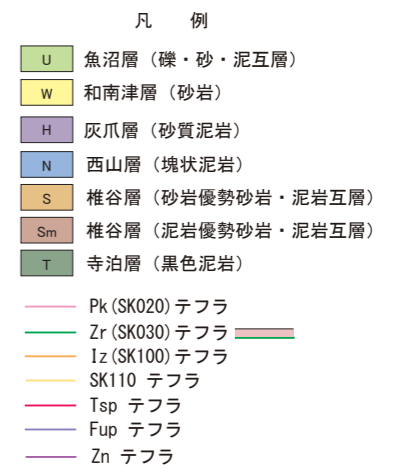 凡 例
U 魚沼層（礫・砂・泥互層）
W 和南津層（砂岩）
H 灰爪層（砂質泥岩）
N 西山層（塊状泥岩）
S 椎谷層（砂岩優勢砂岩・泥岩互層）
Sm 椎谷層（泥岩優勢砂岩・泥岩互層）
T 寺泊層（黒色泥岩）
Pk(SK020)テフラ
Zr(SK030)テフラ
Iz(SK100)テフラ
SK110 テフラ
Tsp テフラ
Fup テフラ
Zn テフラ